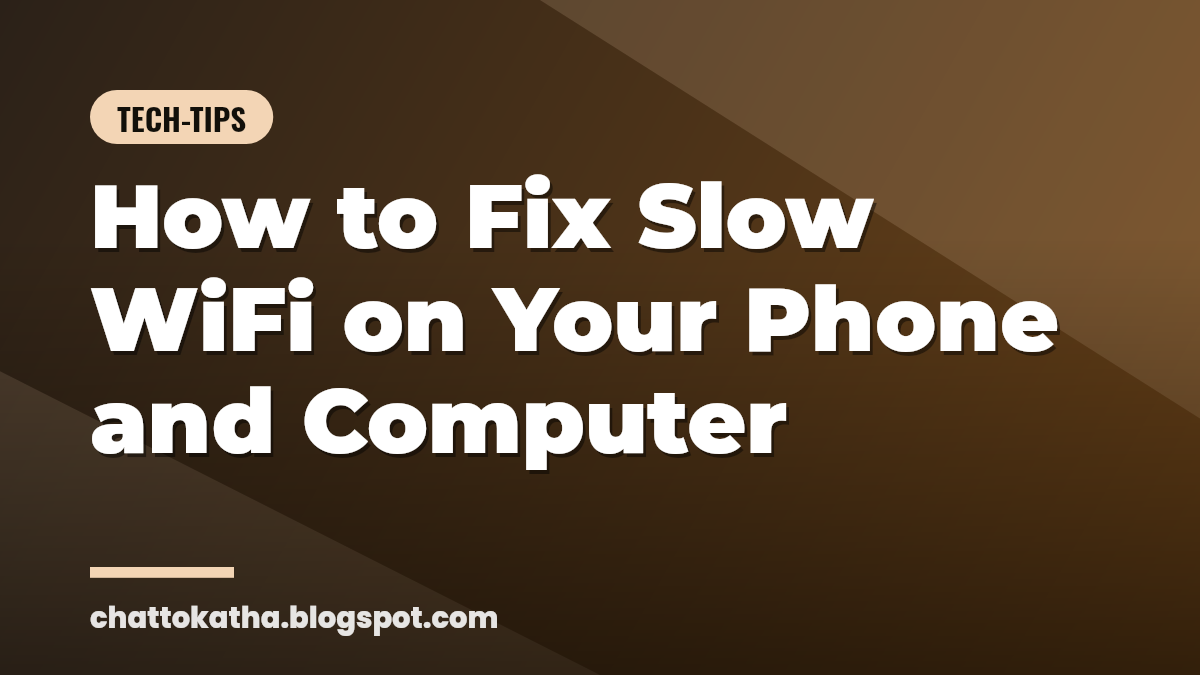 TECH-TIPS
How to Fix Slow
WiFi on Your Phone
and Computer
chattokatha.blogspot.com